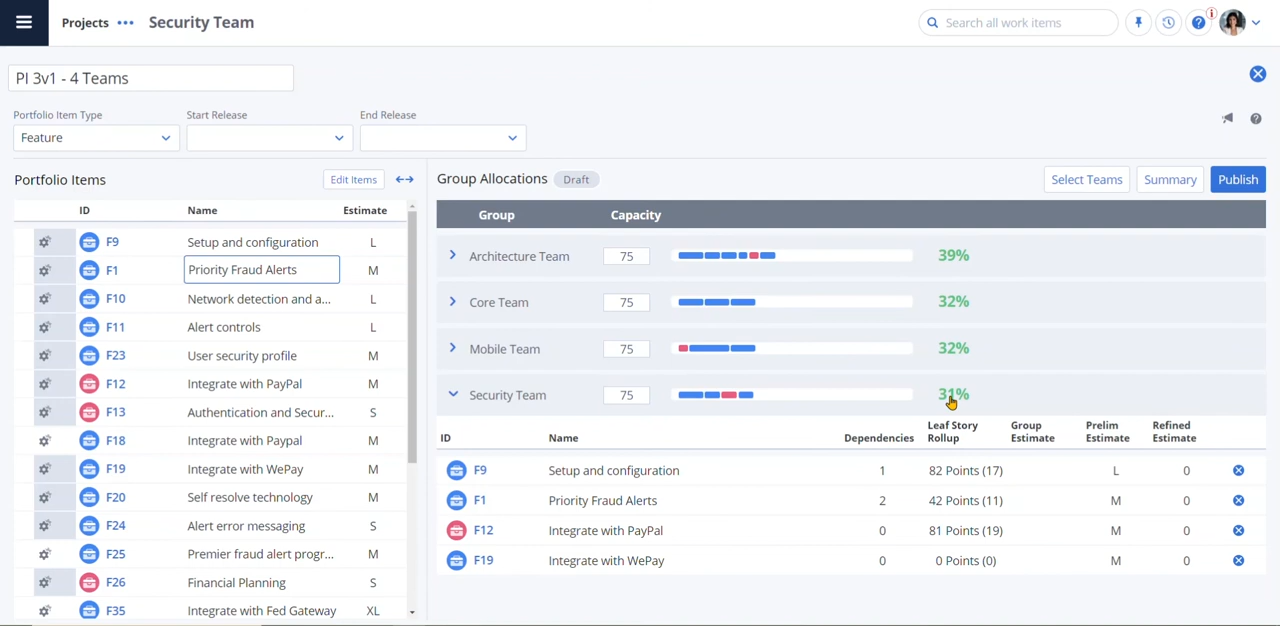 Projects ••• Security Team Search all work items
PI 3v1 - 4 Teams
Portfolio Item Type Start Release End Release
Feature
Portfolio Items Edit Items Group Allocations Draft Select Teams Summary Publish
ID Name Estimate
Group Capacity
F9 Setup and configuration L
F1 Priority Fraud Alerts M
F10 Network detection and a... L
F11 Alert controls L
F23 User security profile M
F12 Integrate with PayPal M
F13 Authentication and Secur... S
F18 Integrate with Paypal M
F19 Integrate with WePay M
F20 Self resolve technology M
F24 Alert error messaging S
F25 Premier fraud alert progr... M
F26 Financial Planning S
F35 Integrate with Fed Gateway XL
Architecture Team 75 39%
Core Team 75 32%
Mobile Team 75 32%
Security Team 75 31%
ID Name Dependencies Leaf Story Rollup Group Estimate Prelim Estimate Refined Estimate
F9 Setup and configuration 1 82 Points (17) L 0
F1 Priority Fraud Alerts 2 42 Points (11) M 0
F12 Integrate with PayPal 0 81 Points (19) M 0
F19 Integrate with WePay 0 0 Points (0) M 0